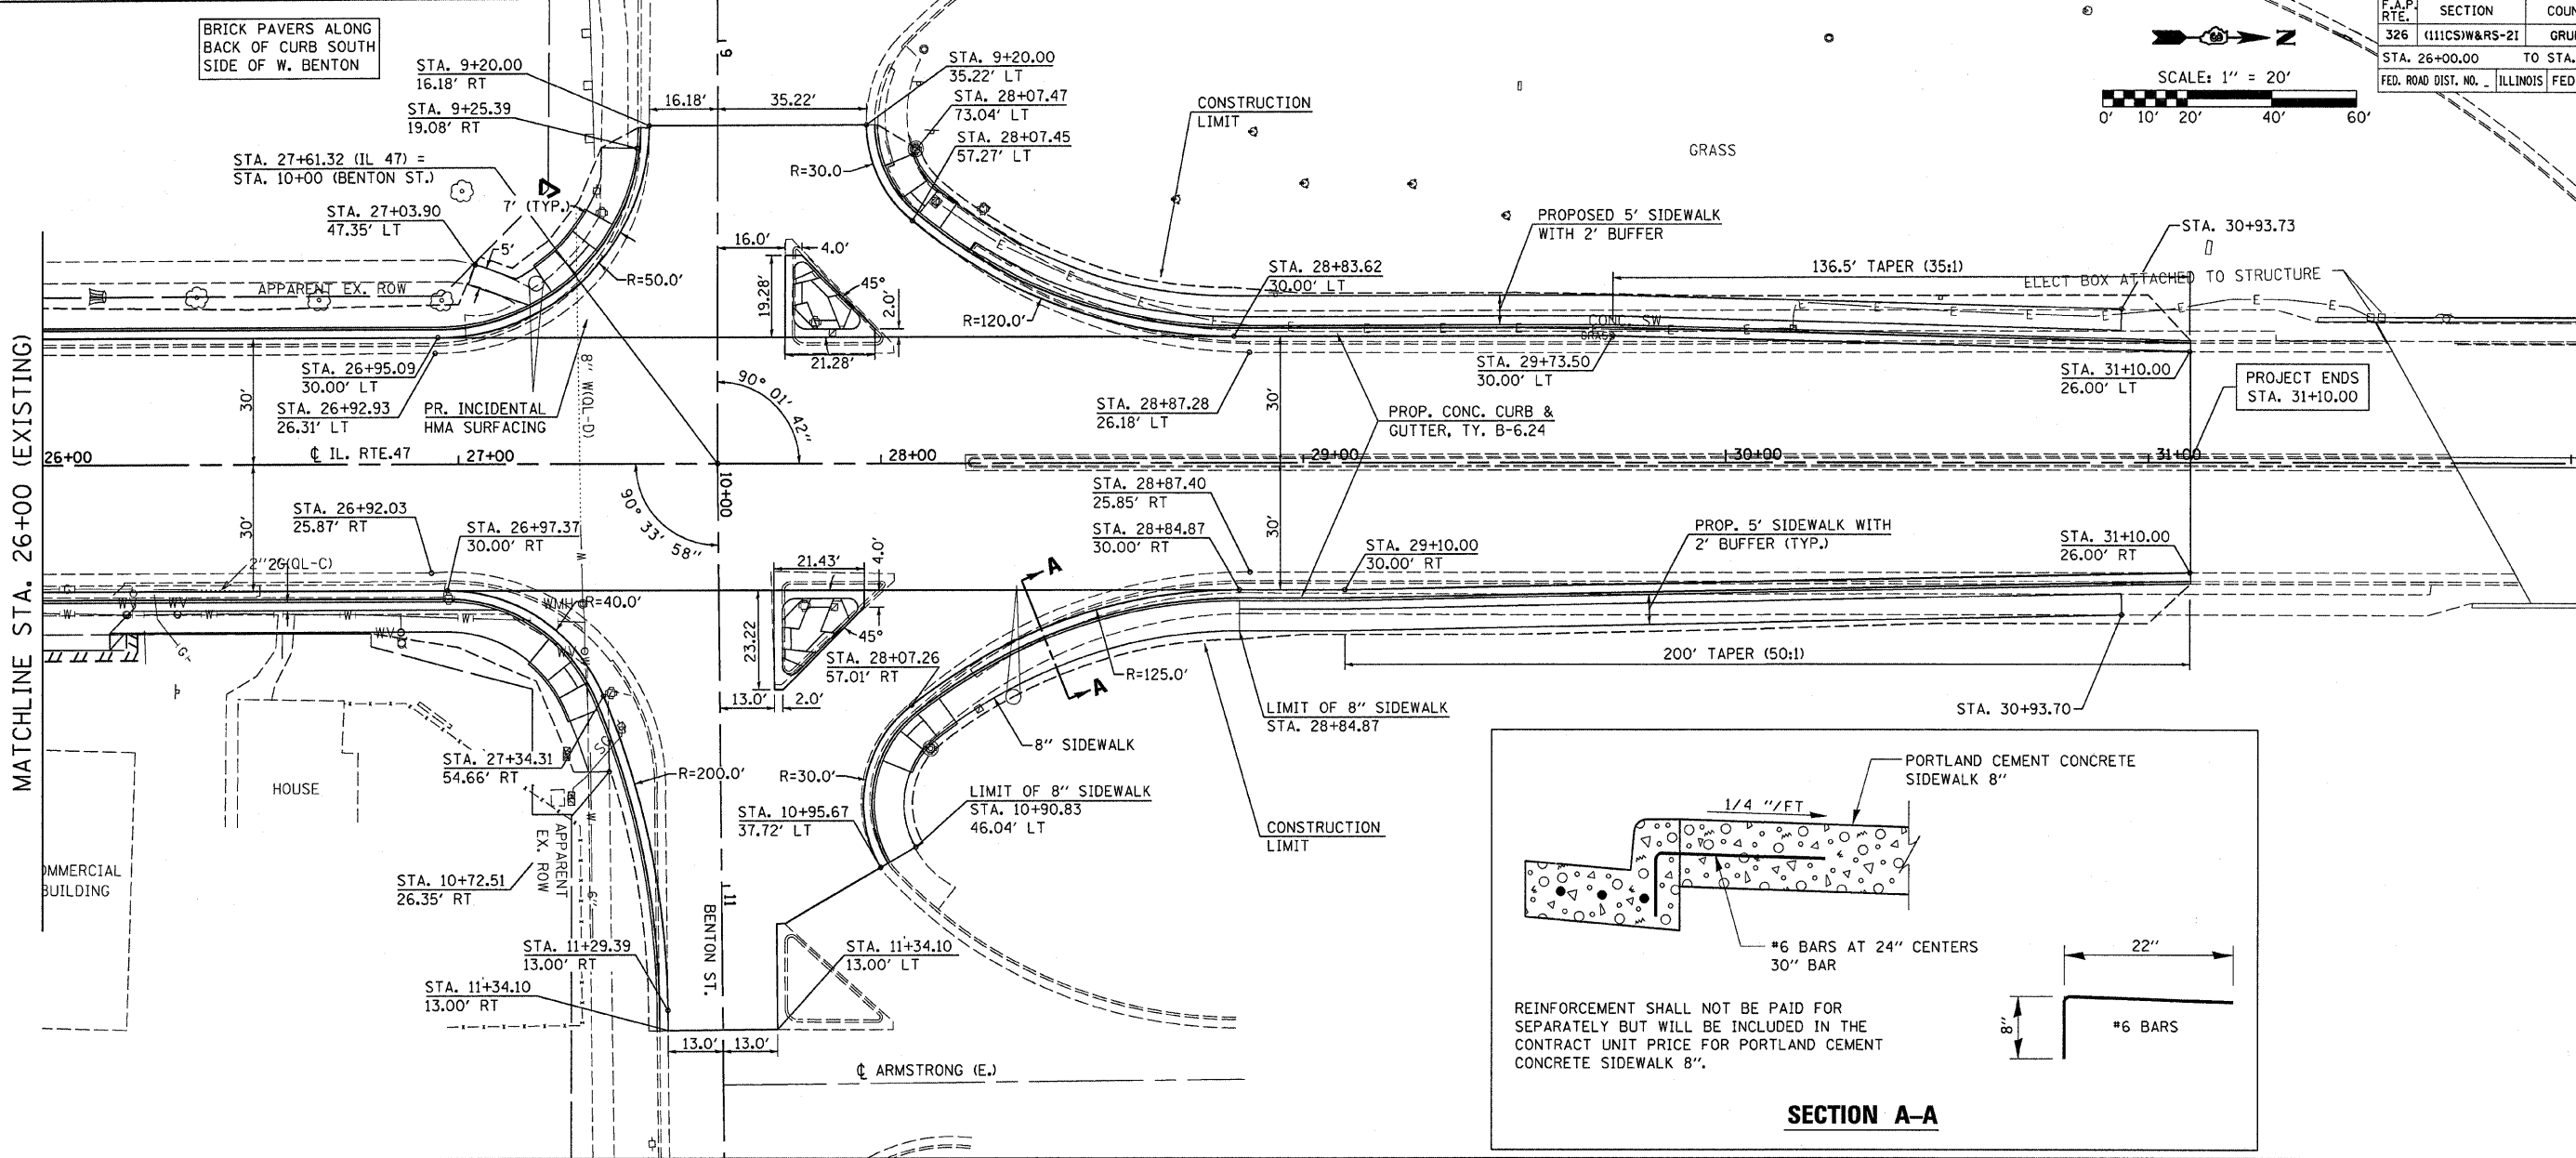 BRICK PAVERS ALONG
BACK OF CURB SOUTH
SIDE OF W. BENTON
STA. 9+20.00
16.18' RT
STA. 9+25.39
19.08' RT
STA. 27+61.32 (IL 47) =
STA. 10+00 (BENTON ST.)
7' (TYP.)
STA. 27+03.90
47.35' LT
5'
R=50.0'
APPARENT EX. ROW
STA. 26+95.09
30.00' LT
STA. 26+92.93
26.31' LT
PR. INCIDENTAL
HMA SURFACING
8" W(QL-D)
30'
MATCHLINE STA. 26+00 (EXISTING)
9
16.18'
35.22'
STA. 9+20.00
35.22' LT
STA. 28+07.47
73.04' LT
STA. 28+07.45
57.27' LT
R=30.0
16.0'
4.0'
19.28'
45°
2.0'
21.28'
R=120.0'
90° 01' 42"
CONSTRUCTION
LIMIT
GRASS
PROPOSED 5' SIDEWALK
WITH 2' BUFFER
STA. 28+83.62
30.00' LT
136.5' TAPER (35:1)
STA. 30+93.73
ELECT BOX ATTACHED TO STRUCTURE
CONC. SW
GRASS
E
E
E
E
STA. 29+73.50
30.00' LT
STA. 28+87.28
26.18' LT
30'
PROP. CONC. CURB &
GUTTER, TY. B-6.24
STA. 31+10.00
26.00' LT
PROJECT ENDS
STA. 31+10.00
N
SCALE: 1" = 20'
0' 10' 20' 40' 60'
F.A.P.
RTE.
SECTION
326
(111CS)W&RS-2I
STA. 26+00.00 TO STA.
FED. ROAD DIST. NO. _ ILLINOIS FED
26+00
℄ IL. RTE.47
27+00
10+00
28+00
29+00
30+00
31+00
30'
STA. 26+92.03
25.87' RT
STA. 26+97.37
30.00' RT
90° 33' 58"
2"2G(QL-C)
G
W
WV
W
W
W
WV
G
WMH
R=40.0'
21.43'
4.0'
23.22
45°
13.0'
2.0'
STA. 28+07.26
57.01' RT
A
A
R=125.0'
STA. 28+87.40
25.85' RT
STA. 28+84.87
30.00' RT
30'
STA. 29+10.00
30.00' RT
PROP. 5' SIDEWALK WITH
2' BUFFER (TYP.)
STA. 31+10.00
26.00' RT
200' TAPER (50:1)
STA. 30+93.70
LIMIT OF 8" SIDEWALK
STA. 28+84.87
8" SIDEWALK
HOUSE
STA. 27+34.31
54.66' RT
R=200.0'
R=30.0'
LIMIT OF 8" SIDEWALK
STA. 10+90.83
46.04' LT
STA. 10+95.67
37.72' LT
CONSTRUCTION
LIMIT
BUILDING
STA. 10+72.51
26.35' RT
APPARENT
EX. ROW
6"
11
BENTON ST.
STA. 11+29.39
13.00' RT
STA. 11+34.10
13.00' LT
STA. 11+34.10
13.00' RT
13.0'
13.0'
℄ ARMSTRONG (E.)
PORTLAND CEMENT CONCRETE
SIDEWALK 8"
1/4 "/FT
#6 BARS AT 24" CENTERS
30" BAR
22"
8"
#6 BARS
REINFORCEMENT SHALL NOT BE PAID FOR
SEPARATELY BUT WILL BE INCLUDED IN THE
CONTRACT UNIT PRICE FOR PORTLAND CEMENT
CONCRETE SIDEWALK 8".
SECTION A-A